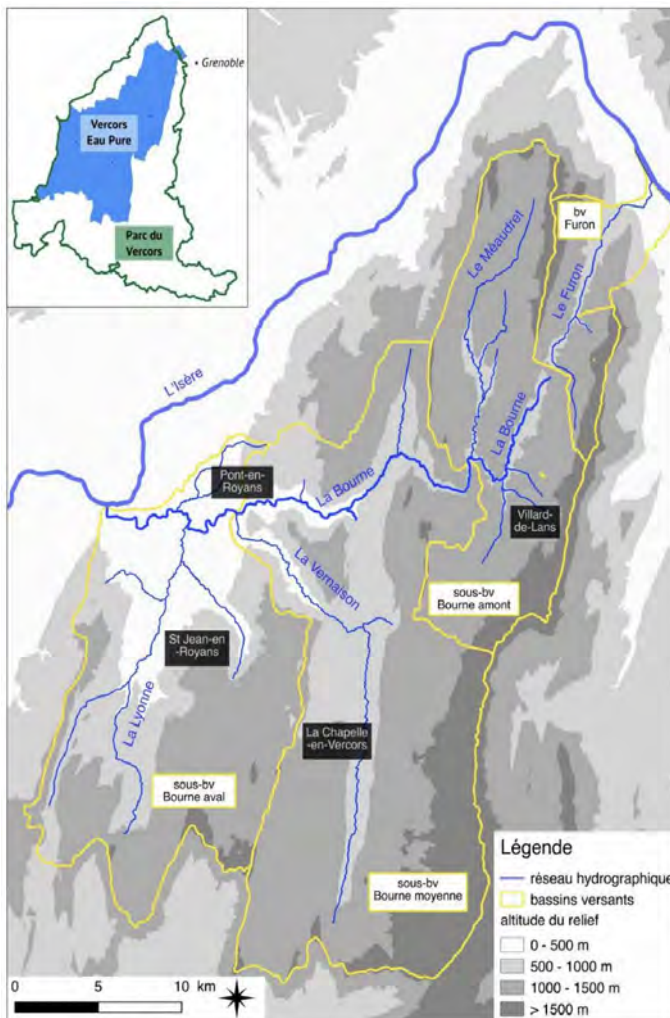 Grenoble
Vercors
Eau Pure
Parc du
Vercors
bv
Furon
Le Méaudret
Le Furon
L'Isère
La Bourne
Pont-en-
Royans
La Bourne
Villard-
de-Lans
La Vernaison
sous-bv
Bourne amont
St Jean-en
-Royans
La Lyonne
La Chapelle
-en-Vercors
sous-bv
Bourne aval
sous-bv
Bourne moyenne
Légende
réseau hydrographique
bassins versants
altitude du relief
0 - 500 m
500 - 1000 m
1000 - 1500 m
> 1500 m
0 5 10 km